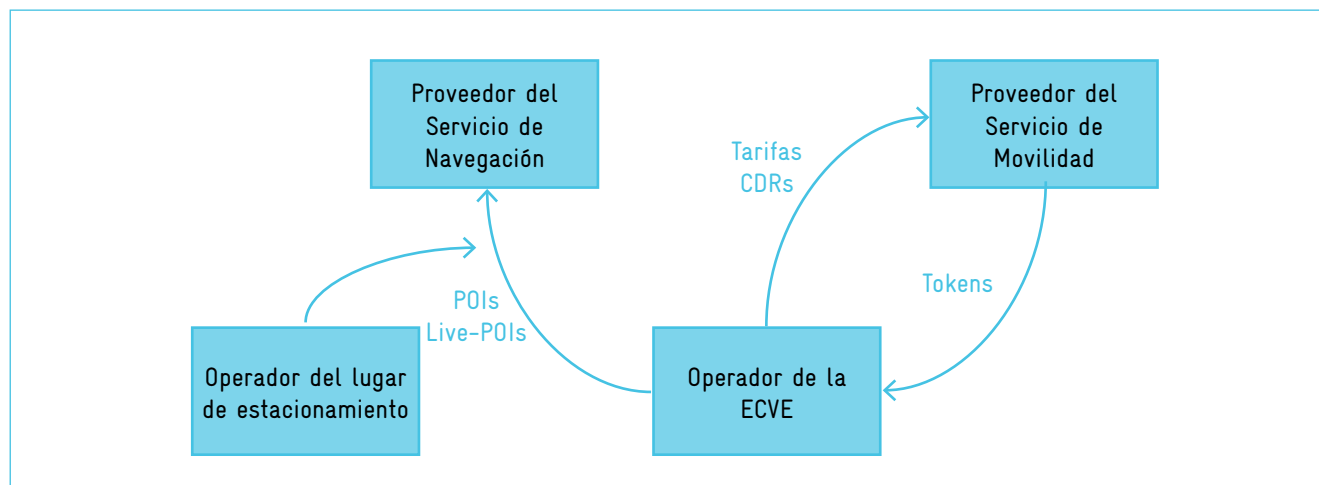 Proveedor del
Servicio de
Navegación
Proveedor del
Servicio de
Movilidad
Tarifas
CDRs
Tokens
POIs
Live-POIs
Operador del lugar
de estacionamiento
Operador de la
ECVE